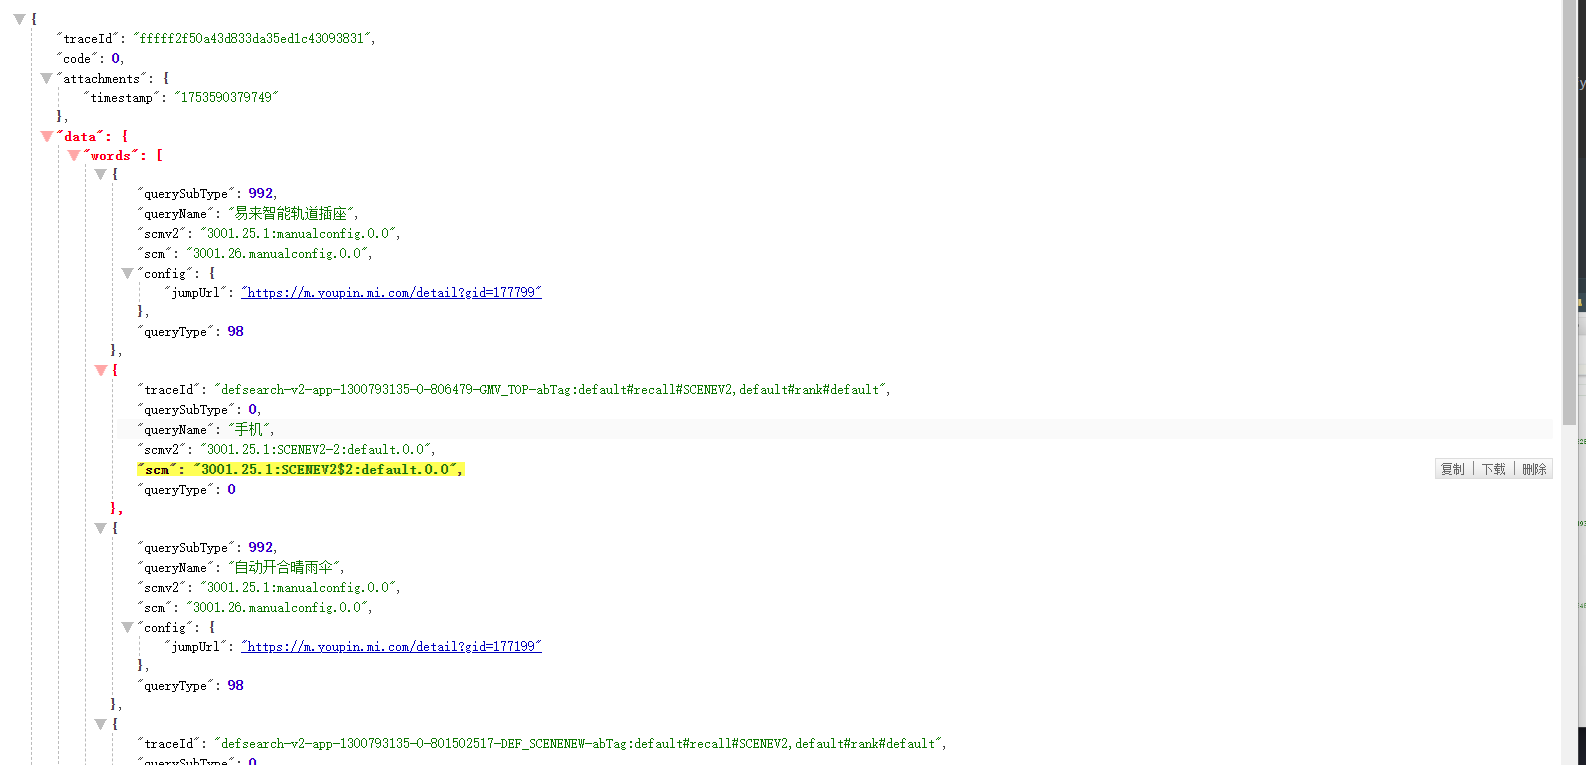 {
"traceId": "fffff2f50a43d833da35ed1c43093831",
"code": 0,
"attachments": {
"timestamp": "1753590379749"
},
"data": {
"words": [
{
"querySubType": 992,
"queryName": "易来智能轨道插座",
"scmv2": "3001.25.1:manualconfig.0.0",
"scm": "3001.26.manualconfig.0.0",
"config": {
"jumpUrl": "https://m.youpin.mi.com/detail?gid=177799"
},
"queryType": 98
},
{
"traceId": "defsearch-v2-app-1300793135-0-806479-GMV_TOP-abTag:default#recall#SCENEV2,default#rank#default",
"querySubType": 0,
"queryName": "手机",
"scmv2": "3001.25.1:SCENEV2-2:default.0.0",
"scm": "3001.25.1:SCENEV2$2:default.0.0",
复制 下载 删除
"queryType": 0
},
{
"querySubType": 992,
"queryName": "自动开合晴雨伞",
"scmv2": "3001.25.1:manualconfig.0.0",
"scm": "3001.26.manualconfig.0.0",
"config": {
"jumpUrl": "https://m.youpin.mi.com/detail?gid=177199"
},
"queryType": 98
},
{
"traceId": "defsearch-v2-app-1300793135-0-801502517-DEF_SCENENEW-abTag:default#recall#SCENEV2,default#rank#default",
"querySubType": 0